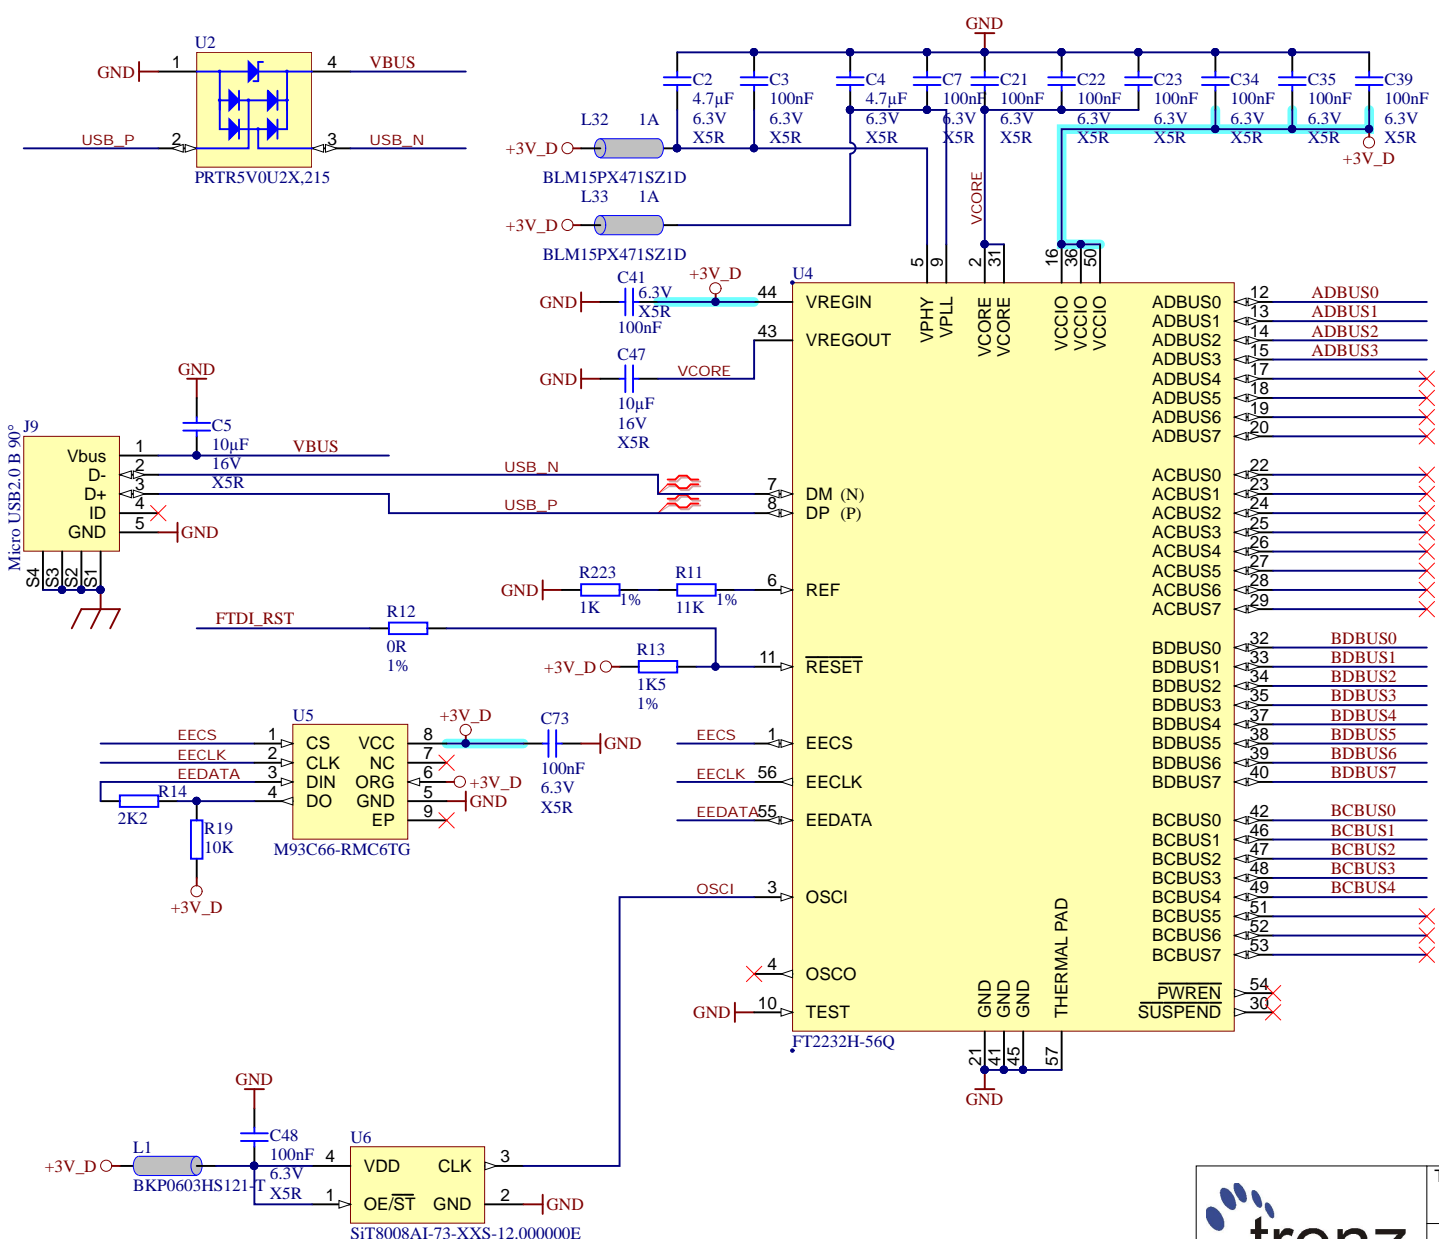 U2
GND
1
4
VBUS
USB_P
2
3
USB_N
PRTR5V0U2X,215
GND
C2
4.7µF
6.3V
X5R
C3
100nF
6.3V
X5R
C4
4.7µF
6.3V
X5R
C7
100nF
6.3V
X5R
C21
100nF
6.3V
X5R
C22
100nF
6.3V
X5R
C23
100nF
6.3V
X5R
C34
100nF
6.3V
X5R
C35
100nF
6.3V
X5R
C39
100nF
6.3V
X5R
+3V_D
L32 1A
+3V_D
BLM15PX471SZ1D
L33 1A
+3V_D
BLM15PX471SZ1D
VCORE
C41
6.3V
X5R
100nF
GND
+3V_D
C47
10µF
16V
X5R
GND
VCORE
GND
C5
10µF
16V
X5R
J9
Micro USB2.0 B 90°
Vbus 1 VBUS
D- 2 USB_N
D+ 3 USB_P
ID 4
GND 5 GND
S4
S3
S2
S1
GND
R223
1K
1%
R11
11K
1%
FTDI_RST
R12
0R
1%
+3V_D
R13
1K5
1%
U5
EECS 1 CS
EECLK 2 CLK
EEDATA 3 DIN
4 DO
VCC 8
NC 7
ORG 6 +3V_D
GND 5 GND
EP 9
M93C66-RMC6TG
+3V_D
C73
100nF
6.3V
X5R
GND
R14
2K2
R19
10K
+3V_D
U4
44 VREGIN
43 VREGOUT
7 DM (N)
8 DP (P)
6 REF
11 RESET
EECS 1 EECS
EECLK 56 EECLK
EEDATA 55 EEDATA
OSCI 3 OSCI
4 OSCO
GND 10 TEST
5 VPHY
9 VPLL
2 VCORE
31 VCORE
16 VCCIO
36 VCCIO
50 VCCIO
ADBUS0 12 ADBUS0
ADBUS1 13 ADBUS1
ADBUS2 14 ADBUS2
ADBUS3 15 ADBUS3
ADBUS4 17
ADBUS5 18
ADBUS6 19
ADBUS7 20
ACBUS0 22
ACBUS1 23
ACBUS2 24
ACBUS3 25
ACBUS4 26
ACBUS5 27
ACBUS6 28
ACBUS7 29
BDBUS0 32 BDBUS0
BDBUS1 33 BDBUS1
BDBUS2 34 BDBUS2
BDBUS3 35 BDBUS3
BDBUS4 37 BDBUS4
BDBUS5 38 BDBUS5
BDBUS6 39 BDBUS6
BDBUS7 40 BDBUS7
BCBUS0 42 BCBUS0
BCBUS1 46 BCBUS1
BCBUS2 47 BCBUS2
BCBUS3 48 BCBUS3
BCBUS4 49 BCBUS4
BCBUS5 51
BCBUS6 52
BCBUS7 53
PWREN 54
SUSPEND 30
GND 21
GND 41
GND 45
THERMAL PAD 57
GND
FT2232H-56Q
GND
C48
100nF
6.3V
X5R
+3V_D
L1
BKP0603HS121-T
U6
4 VDD
1 OE/ST
CLK 3
GND 2 GND
SiT8008AI-73-XXS-12.000000E
trenz